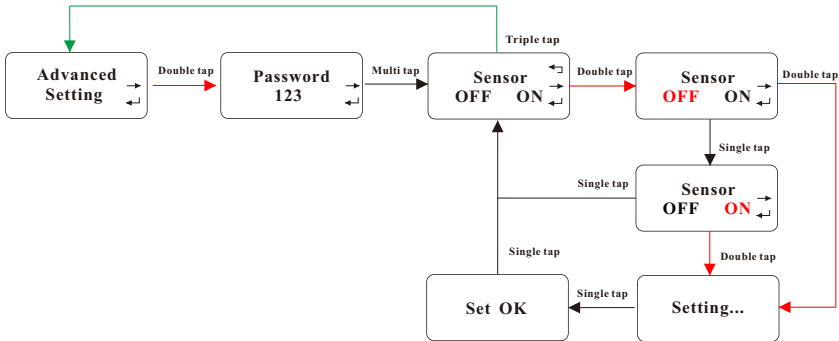 Triple tap
Advanced
Setting
Double tap
Password
123
Multi tap
Sensor
OFF ON
Double tap
Sensor
OFF ON
Double tap
Single tap
Single tap
Sensor
OFF ON
Single tap
Double tap
Set OK
Single tap
Setting...